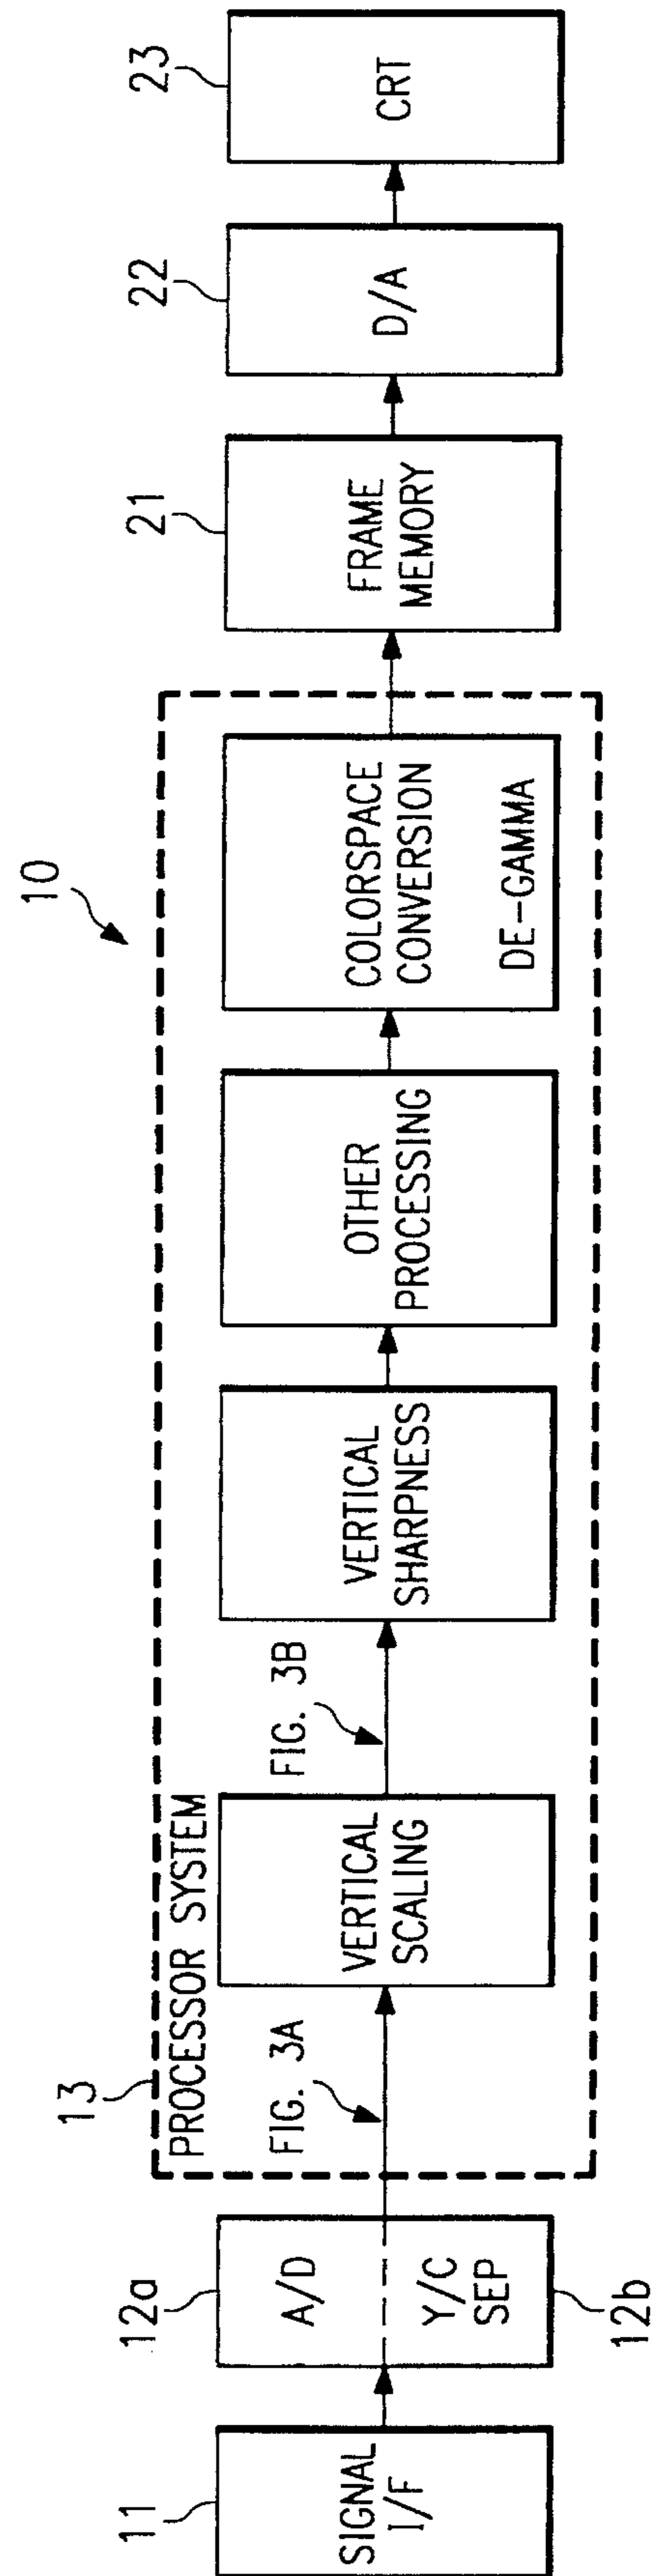 10
11
SIGNAL
I/F
12a
A/D
Y/C
SEP
12b
13
PROCESSOR SYSTEM
FIG. 3A
VERTICAL
SCALING
FIG. 3B
VERTICAL
SHARPNESS
OTHER
PROCESSING
COLORSPACE
CONVERSION
DE-GAMMA
21
FRAME
MEMORY
22
D/A
23
CRT